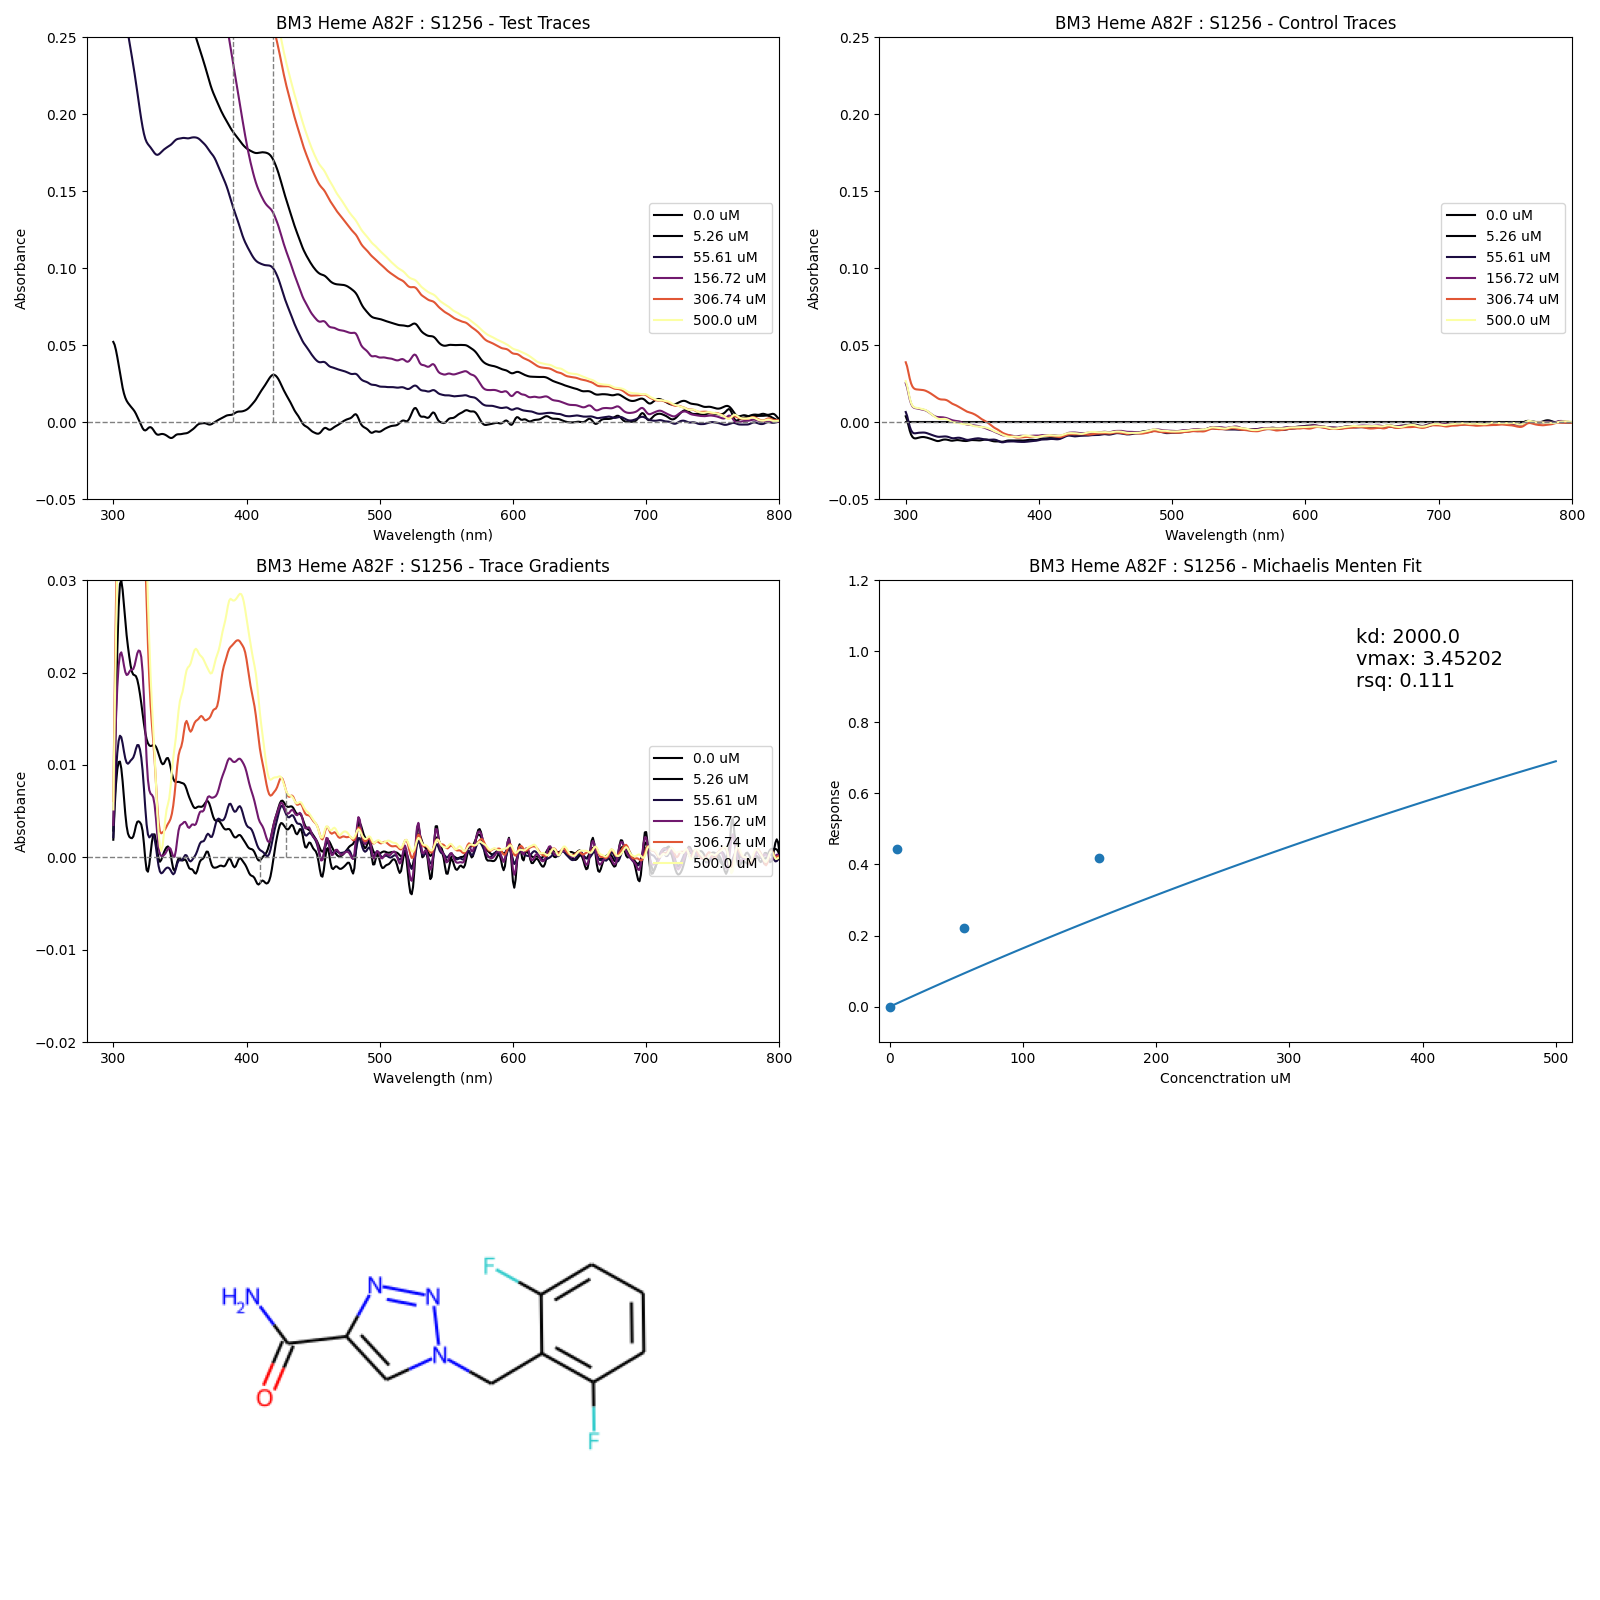 BM3 Heme A82F : S1256 - Test Traces
0.25
0.20
0.15
0.10
0.05
0.00
−0.05
Absorbance
300 400 500 600 700 800
Wavelength (nm)
0.0 uM
5.26 uM
55.61 uM
156.72 uM
306.74 uM
500.0 uM
BM3 Heme A82F : S1256 - Control Traces
0.25
0.20
0.15
0.10
0.05
0.00
−0.05
Absorbance
300 400 500 600 700 800
Wavelength (nm)
0.0 uM
5.26 uM
55.61 uM
156.72 uM
306.74 uM
500.0 uM
BM3 Heme A82F : S1256 - Trace Gradients
0.03
0.02
0.01
0.00
−0.01
−0.02
Absorbance
300 400 500 600 700 800
Wavelength (nm)
0.0 uM
5.26 uM
55.61 uM
156.72 uM
306.74 uM
500.0 uM
BM3 Heme A82F : S1256 - Michaelis Menten Fit
1.2
1.0
0.8
0.6
0.4
0.2
0.0
Response
kd: 2000.0
vmax: 3.45202
rsq: 0.111
0 100 200 300 400 500
Concenctration uM
F
N
N
H2N
N
O
F